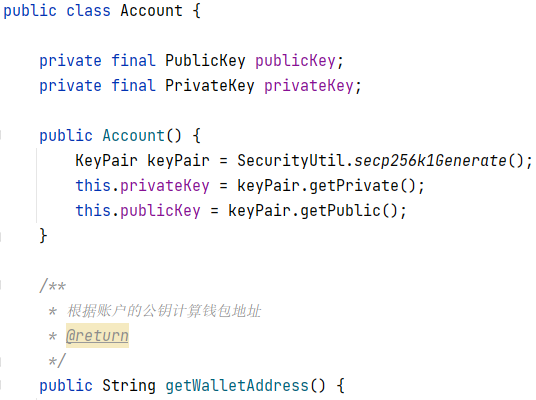 public class Account {
private final PublicKey publicKey;
private final PrivateKey privateKey;
public Account() {
KeyPair keyPair = SecurityUtil.secp256k1Generate();
this.privateKey = keyPair.getPrivate();
this.publicKey = keyPair.getPublic();
}
/**
* 根据账户的公钥计算钱包地址
* @return
*/
public String getWalletAddress() {